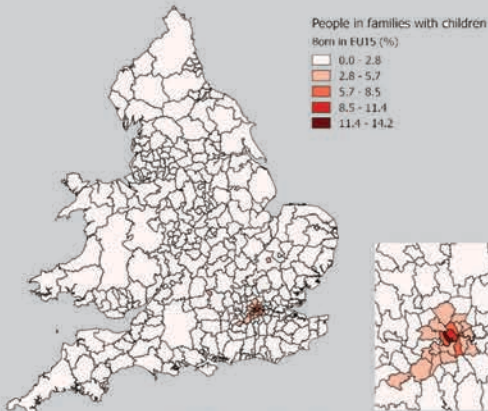 People in families with children
Born in EU15 (%)
0.0 - 2.8
2.8 - 5.7
5.7 - 8.5
8.5 - 11.4
11.4 - 14.2